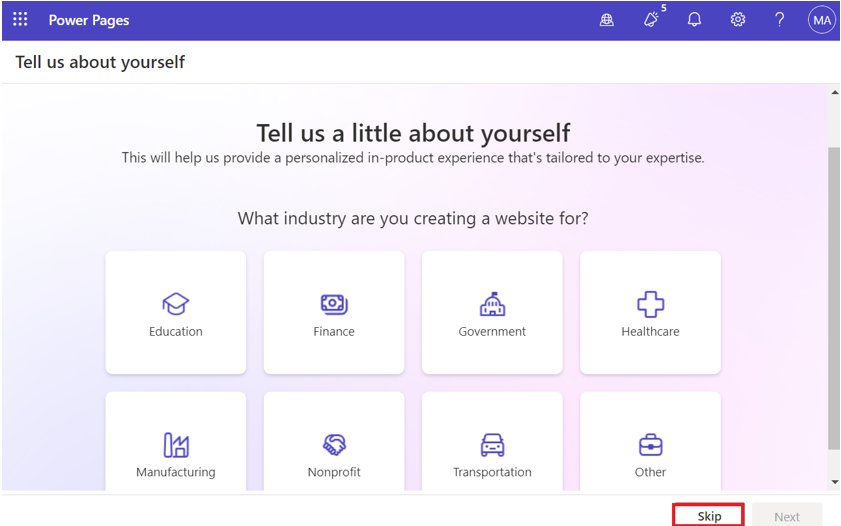 Power Pages
5
MA
Tell us about yourself
Tell us a little about yourself
This will help us provide a personalized in-product experience that's tailored to your expertise.
What industry are you creating a website for?
Education
Finance
Government
Healthcare
Manufacturing
Nonprofit
Transportation
Other
Skip
Next